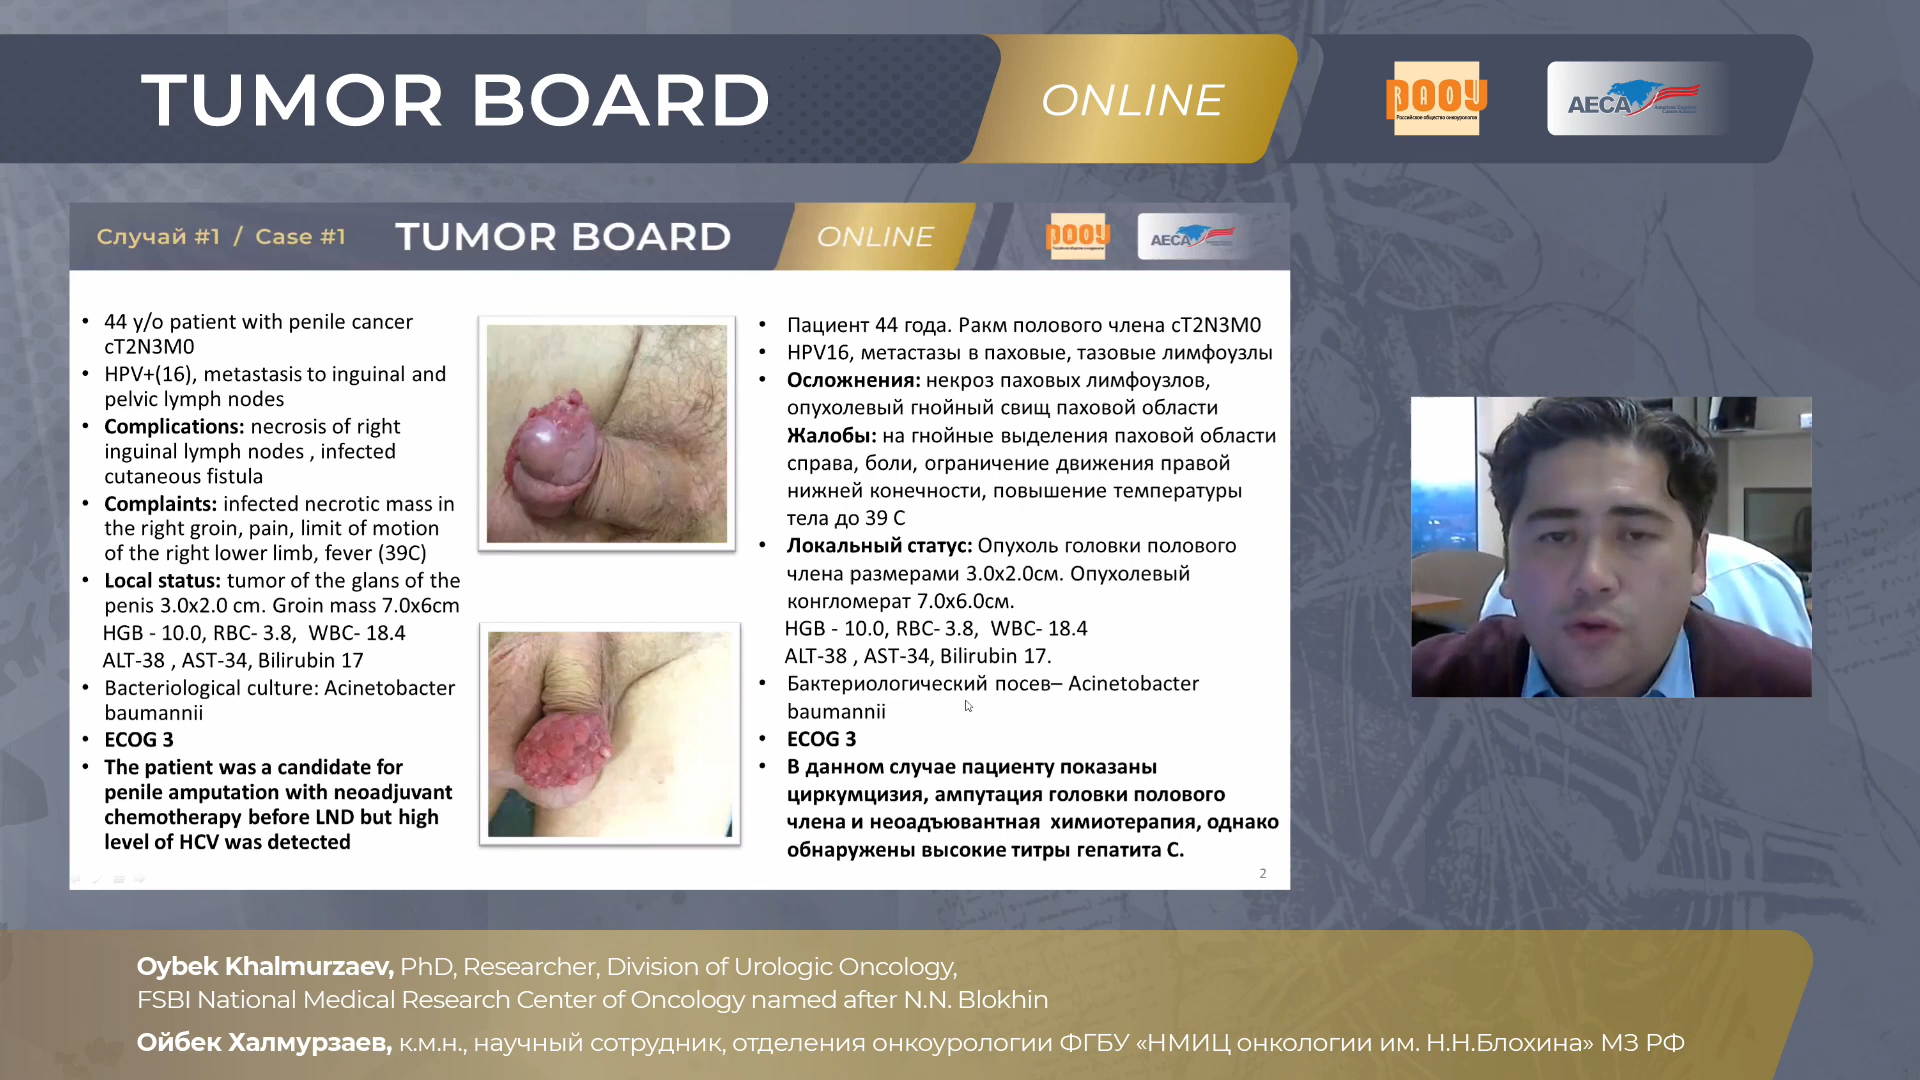 TUMOR BOARD
ONLINE
РООУ
Российское общество онкоурологов
AECA
Случай #1 / Case #1
TUMOR BOARD
ONLINE
РООУ
AECA
• 44 y/o patient with penile cancer
cT2N3M0
• HPV+(16), metastasis to inguinal and
pelvic lymph nodes
• Complications: necrosis of right
inguinal lymph nodes , infected
cutaneous fistula
• Complaints: infected necrotic mass in
the right groin, pain, limit of motion
of the right lower limb, fever (39C)
• Local status: tumor of the glans of the
penis 3.0x2.0 cm. Groin mass 7.0x6cm
HGB - 10.0, RBC- 3.8, WBC- 18.4
ALT-38 , AST-34, Bilirubin 17
• Bacteriological culture: Acinetobacter
baumannii
• ECOG 3
• The patient was a candidate for
penile amputation with neoadjuvant
chemotherapy before LND but high
level of HCV was detected
• Пациент 44 года. Ракм полового члена cT2N3M0
• HPV16, метастазы в паховые, тазовые лимфоузлы
• Осложнения: некроз паховых лимфоузлов,
опухолевый гнойный свищ паховой области
Жалобы: на гнойные выделения паховой области
справа, боли, ограничение движения правой
нижней конечности, повышение температуры
тела до 39 С
• Локальный статус: Опухоль головки полового
члена размерами 3.0х2.0см. Опухолевый
конгломерат 7.0х6.0см.
HGB - 10.0, RBC- 3.8, WBC- 18.4
ALT-38 , AST-34, Bilirubin 17.
• Бактериологический посев– Acinetobacter
baumannii
• ECOG 3
• В данном случае пациенту показаны
циркумцизия, ампутация головки полового
члена и неоадъювантная химиотерапия, однако
обнаружены высокие титры гепатита С.
2
Oybek Khalmurzaev, PhD, Researcher, Division of Urologic Oncology,
FSBI National Medical Research Center of Oncology named after N.N. Blokhin
Ойбек Халмурзаев, к.м.н., научный сотрудник, отделения онкоурологии ФГБУ «НМИЦ онкологии им. Н.Н.Блохина» МЗ РФ